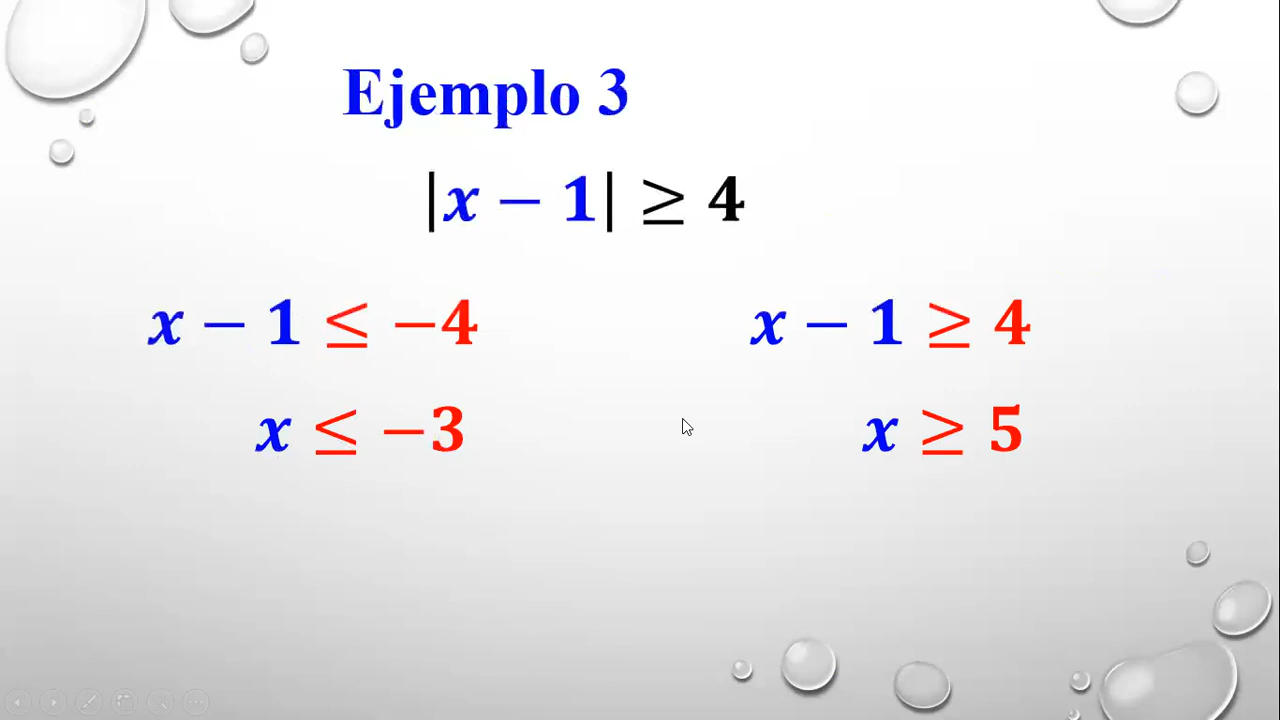 Ejemplo 3
|x − 1| ≥ 4
x − 1 ≤ −4
x − 1 ≥ 4
x ≤ −3
x ≥ 5